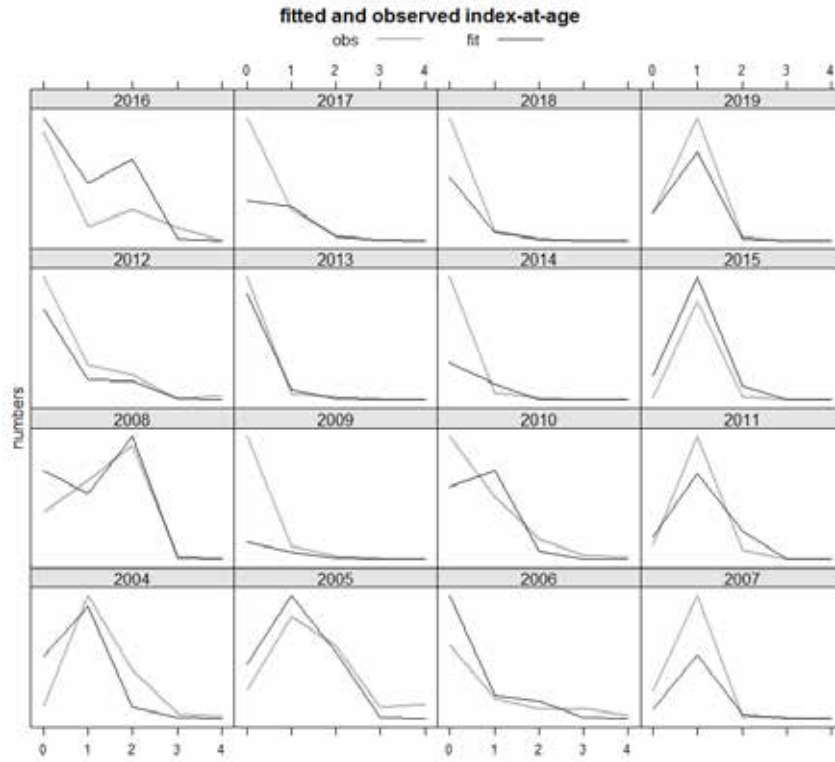 fitted and observed index-at-age
obs fit
0 1 2 3 4 0 1 2 3 4
2016 2017 2018 2019
2012 2013 2014 2015
numbers
2008 2009 2010 2011
2004 2005 2006 2007
0 1 2 3 4 0 1 2 3 4